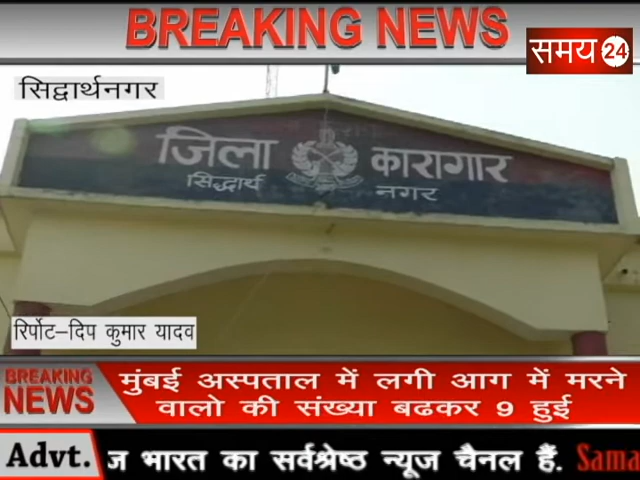 BREAKING NEWS
समय 24
सिद्वार्थनगर
जिला कारागार
सिद्धार्थ नगर
रिर्पोट–दिप कुमार यादव
BREAKING NEWS
मुंबई अस्पताल में लगी आग में मरने
वालो की संख्या बढकर 9 हुई
Advt. ज भारत का सर्वश्रेष्ठ न्यूज चैनल हैं. Sama